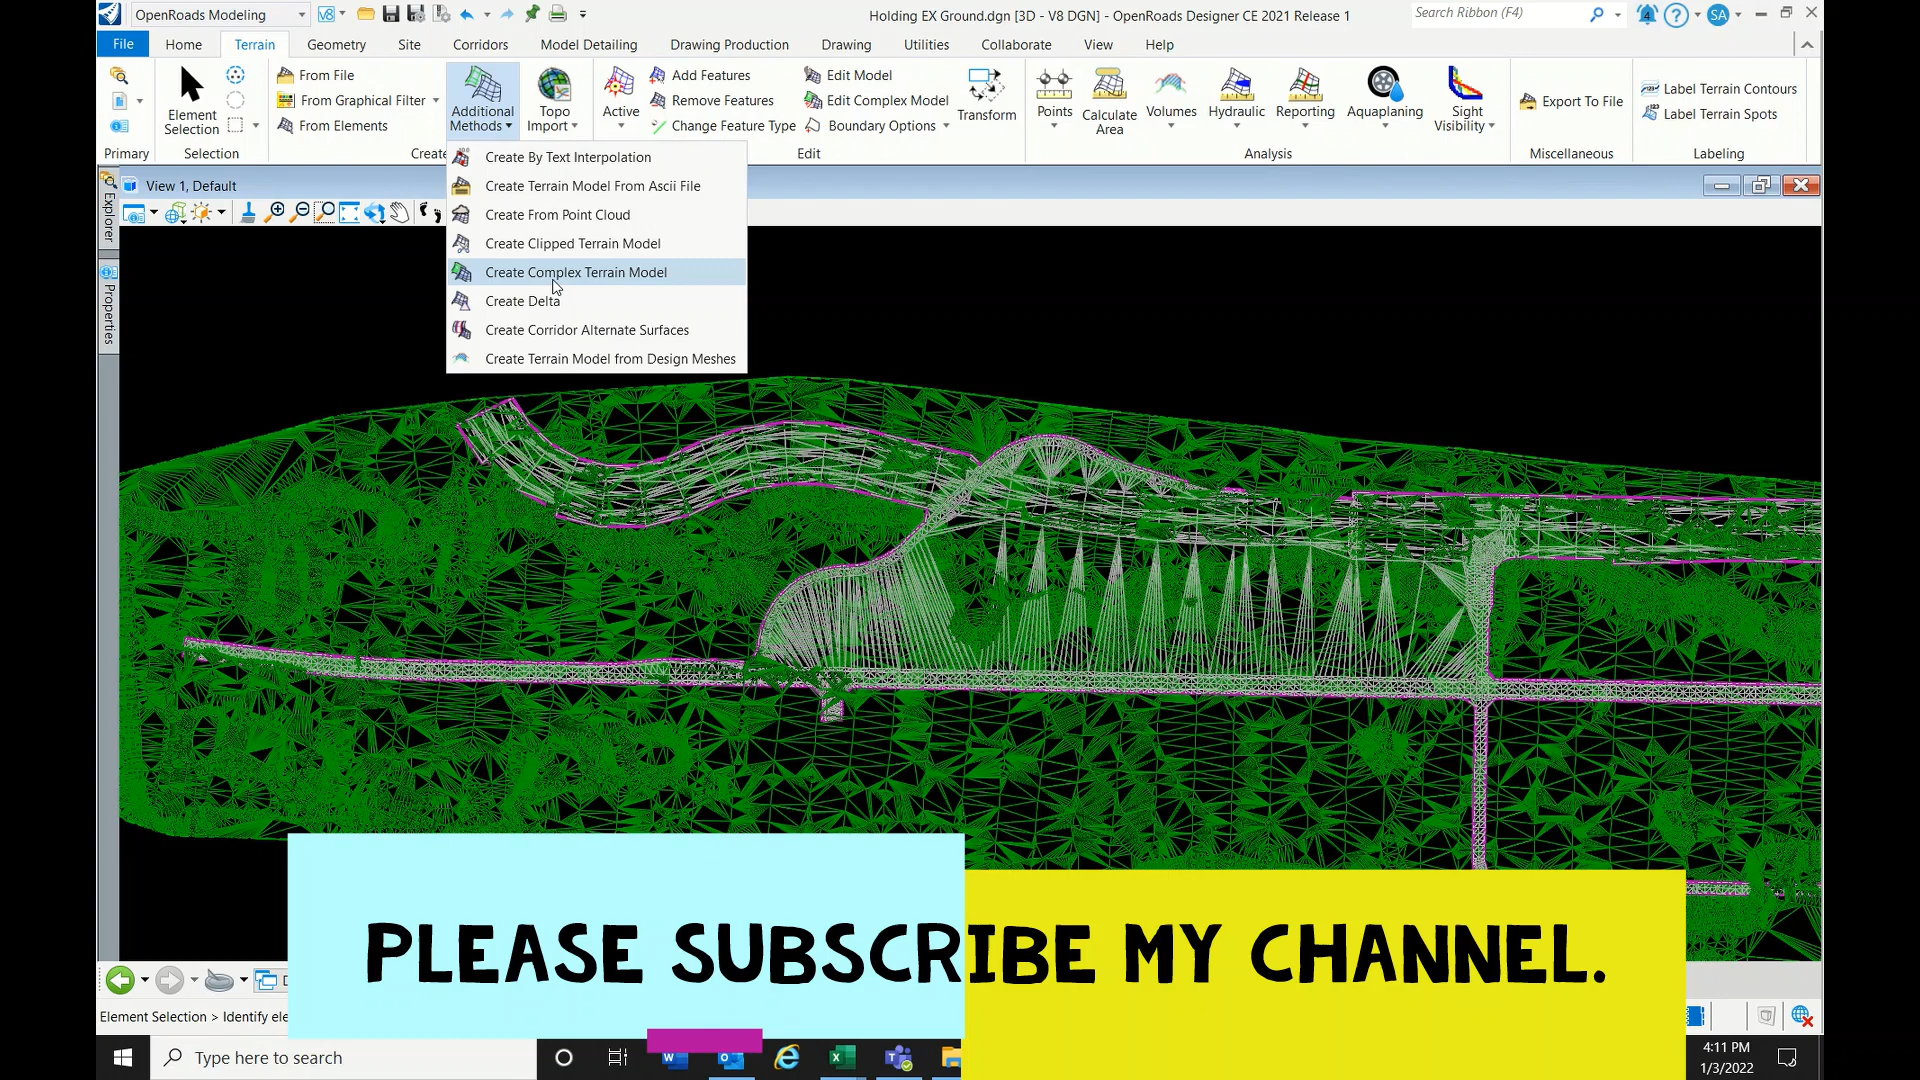 OpenRoads Modeling
Holding EX Ground.dgn [3D - V8 DGN] - OpenRoads Designer CE 2021 Release 1
Search Ribbon (F4)
4
SA
File
Home
Terrain
Geometry
Site
Corridors
Model Detailing
Drawing Production
Drawing
Utilities
Collaborate
View
Help
Primary
Element Selection
Selection
From File
From Graphical Filter
From Elements
Additional Methods
Topo Import
Active
Add Features
Remove Features
Change Feature Type
Edit Model
Edit Complex Model
Boundary Options
Transform
Edit
Points
Calculate Area
Volumes
Hydraulic
Reporting
Aquaplaning
Sight Visibility
Analysis
Export To File
Miscellaneous
Label Terrain Contours
Label Terrain Spots
Labeling
Create By Text Interpolation
Create Terrain Model From Ascii File
Create From Point Cloud
Create Clipped Terrain Model
Create Complex Terrain Model
Create Delta
Create Corridor Alternate Surfaces
Create Terrain Model from Design Meshes
View 1, Default
Explorer
Properties
PLEASE SUBSCRIBE MY CHANNEL.
Element Selection > Identify ele
Type here to search
4:11 PM
1/3/2022